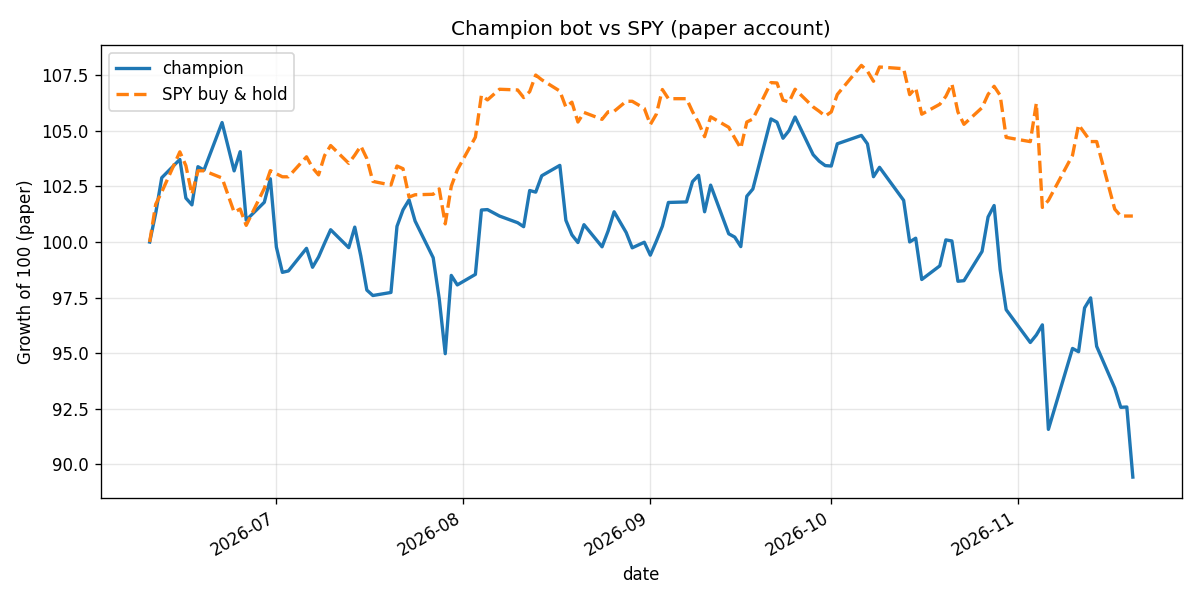 Champion bot vs SPY (paper account)
champion
SPY buy & hold
Growth of 100 (paper)
107.5
105.0
102.5
100.0
97.5
95.0
92.5
90.0
2026-07
2026-08
2026-09
2026-10
2026-11
date